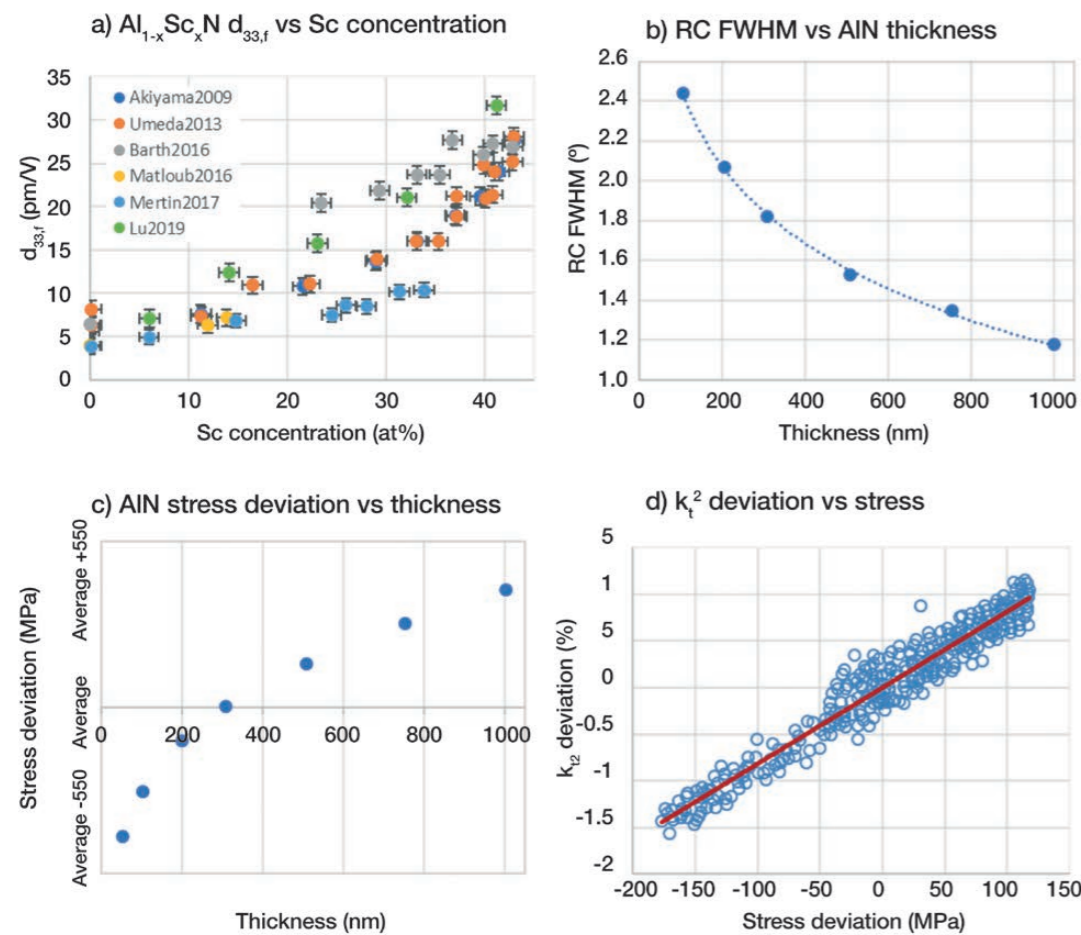 a) Al1-xScxN d33,f vs Sc concentration
35
30
25
20
15
10
5
0
d33,f (pm/V)
Akiyama2009
Umeda2013
Barth2016
Matloub2016
Mertin2017
Lu2019
0 10 20 30 40
Sc concentration (at%)
b) RC FWHM vs AlN thickness
2.6
2.4
2.2
2.0
1.8
1.6
1.4
1.2
1.0
RC FWHM (º)
0 200 400 600 800 1000
Thickness (nm)
c) AlN stress deviation vs thickness
Stress deviation (MPa)
Average +550
Average
Average -550
0 200 400 600 800 1000
Thickness (nm)
d) kt2 deviation vs stress
5
1
5
0
-0.5
-1
-1.5
-2
kt2 deviation (%)
-200 -150 -100 -50 0 50 100 150
Stress deviation (MPa)